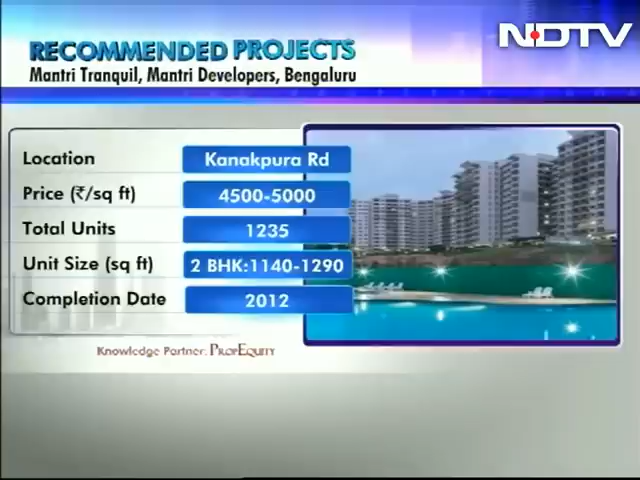 RECOMMENDED PROJECTS
NDTV
Mantri Tranquil, Mantri Developers, Bengaluru
Location Kanakpura Rd
Price (₹/sq ft) 4500-5000
Total Units 1235
Unit Size (sq ft) 2 BHK:1140-1290
Completion Date 2012
Knowledge Partner: PROPEQUITY